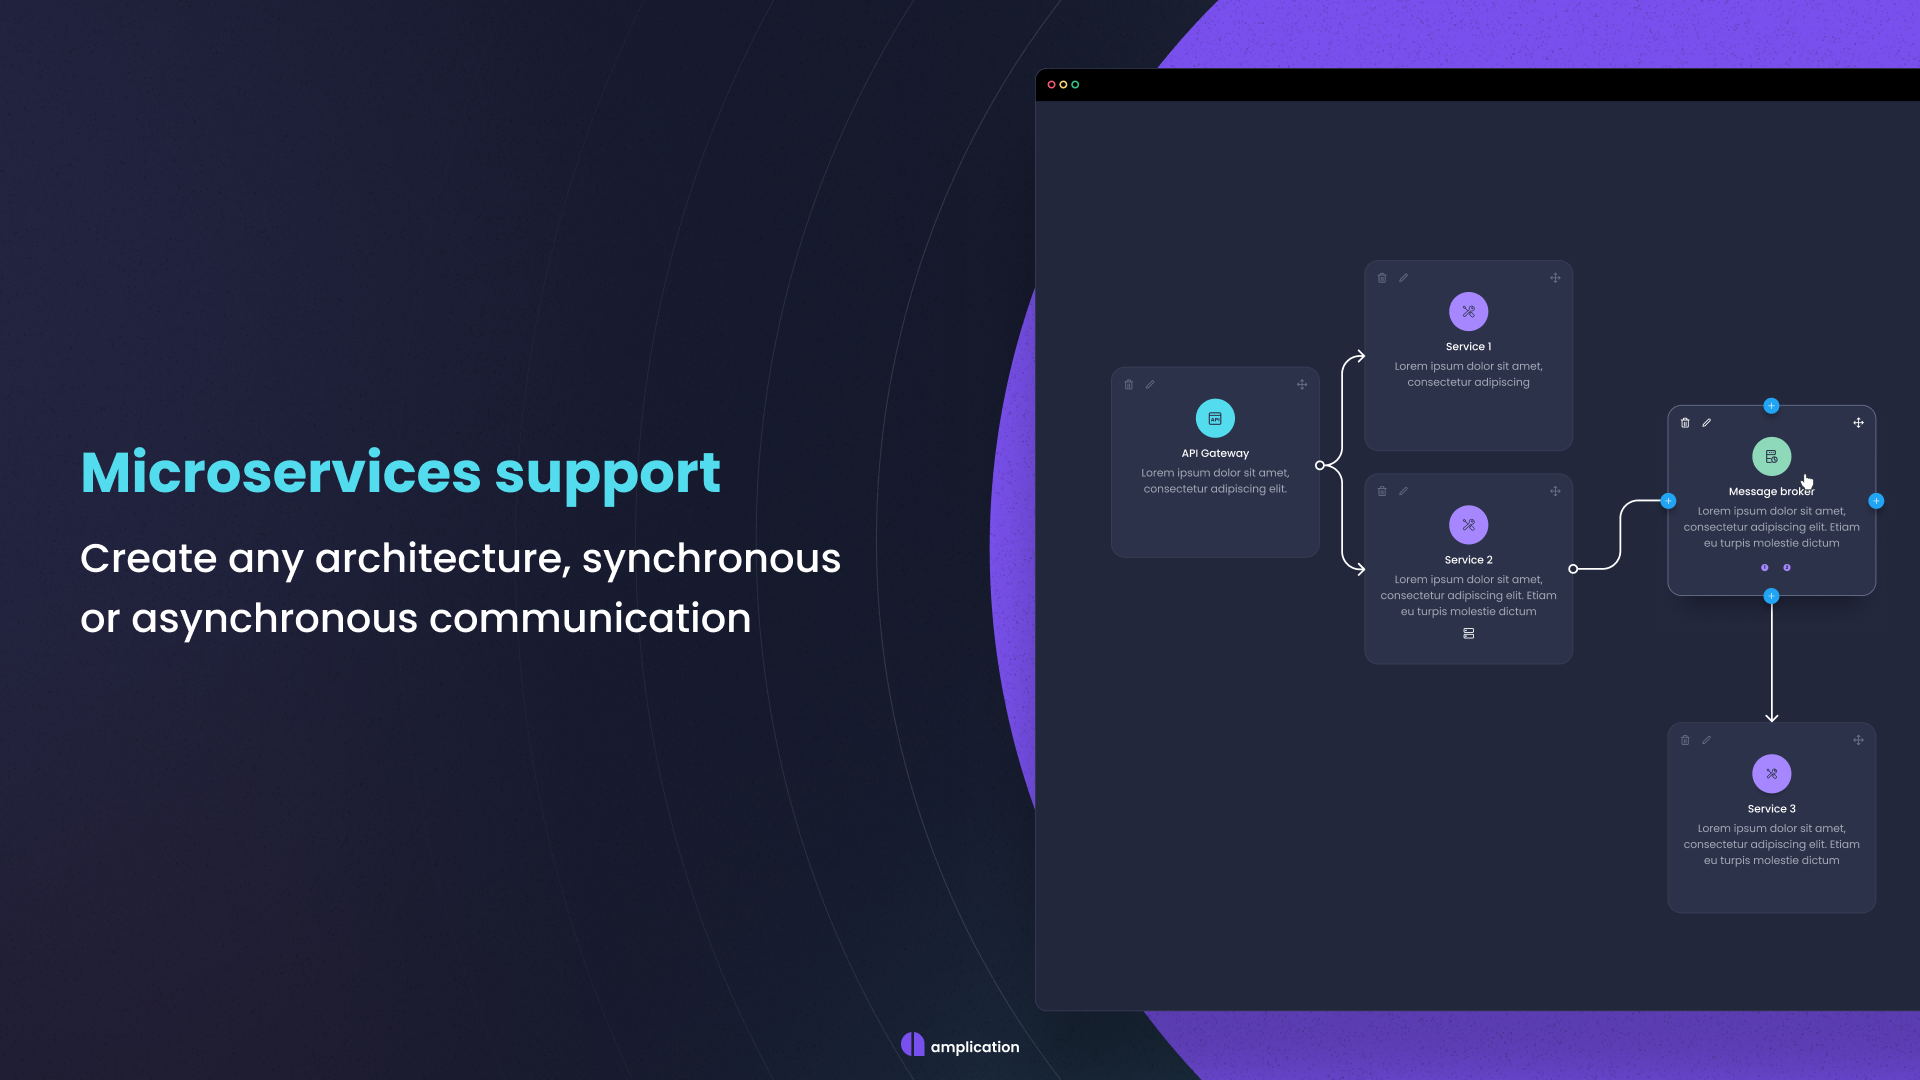 Microservices support
Create any architecture, synchronous
or asynchronous communication
API
API Gateway
Lorem ipsum dolor sit amet,
consectetur adipiscing elit.
Service 1
Lorem ipsum dolor sit amet,
consectetur adipiscing
Service 2
Lorem ipsum dolor sit amet,
consectetur adipiscing elit. Etiam
eu turpis molestie dictum
Message broker
Lorem ipsum dolor sit amet,
consectetur adipiscing elit. Etiam
eu turpis molestie dictum
Service 3
Lorem ipsum dolor sit amet,
consectetur adipiscing elit. Etiam
eu turpis molestie dictum
amplication